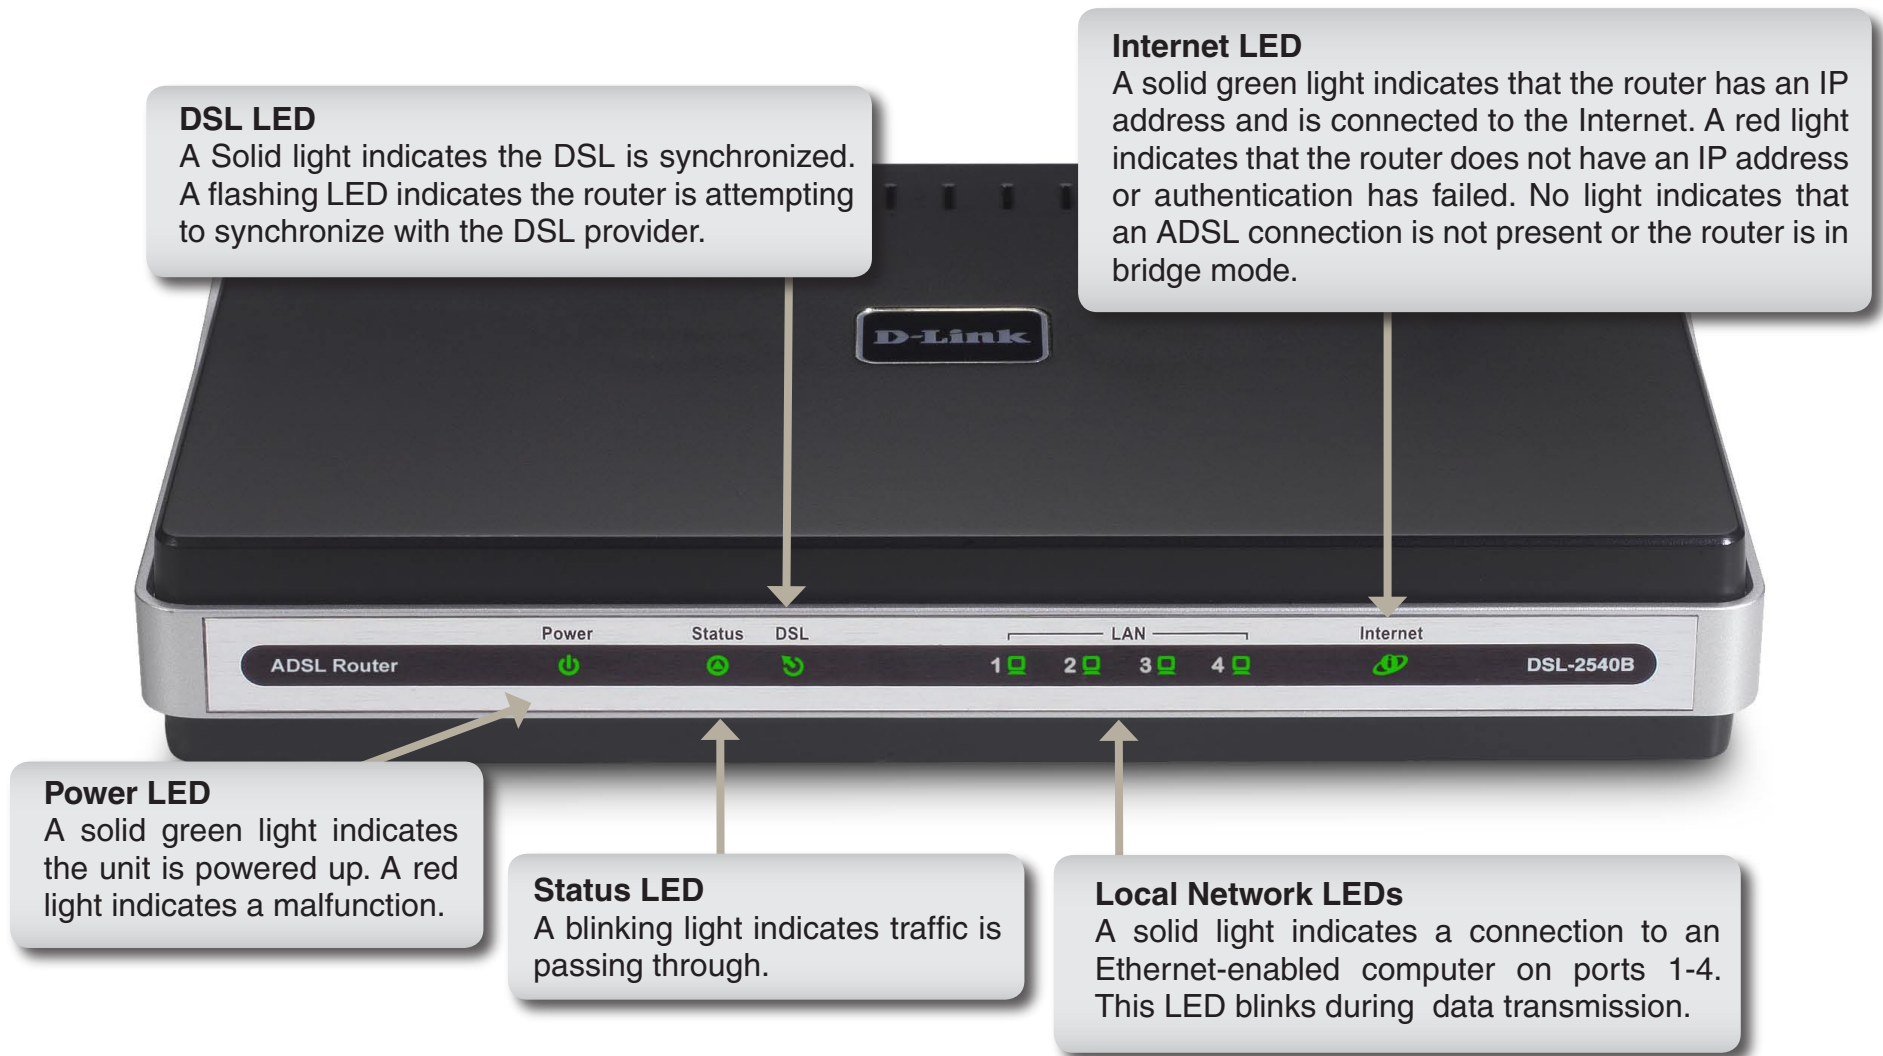 Internet LED
A solid green light indicates that the router has an IP
address and is connected to the Internet. A red light
indicates that the router does not have an IP address
or authentication has failed. No light indicates that
an ADSL connection is not present or the router is in
bridge mode.
DSL LED
A Solid light indicates the DSL is synchronized.
A flashing LED indicates the router is attempting
to synchronize with the DSL provider.
D-Link
Power Status DSL LAN Internet
ADSL Router 1 2 3 4 DSL-2540B
Power LED
A solid green light indicates
the unit is powered up. A red
light indicates a malfunction.
Status LED
A blinking light indicates traffic is
passing through.
Local Network LEDs
A solid light indicates a connection to an
Ethernet-enabled computer on ports 1-4.
This LED blinks during data transmission.